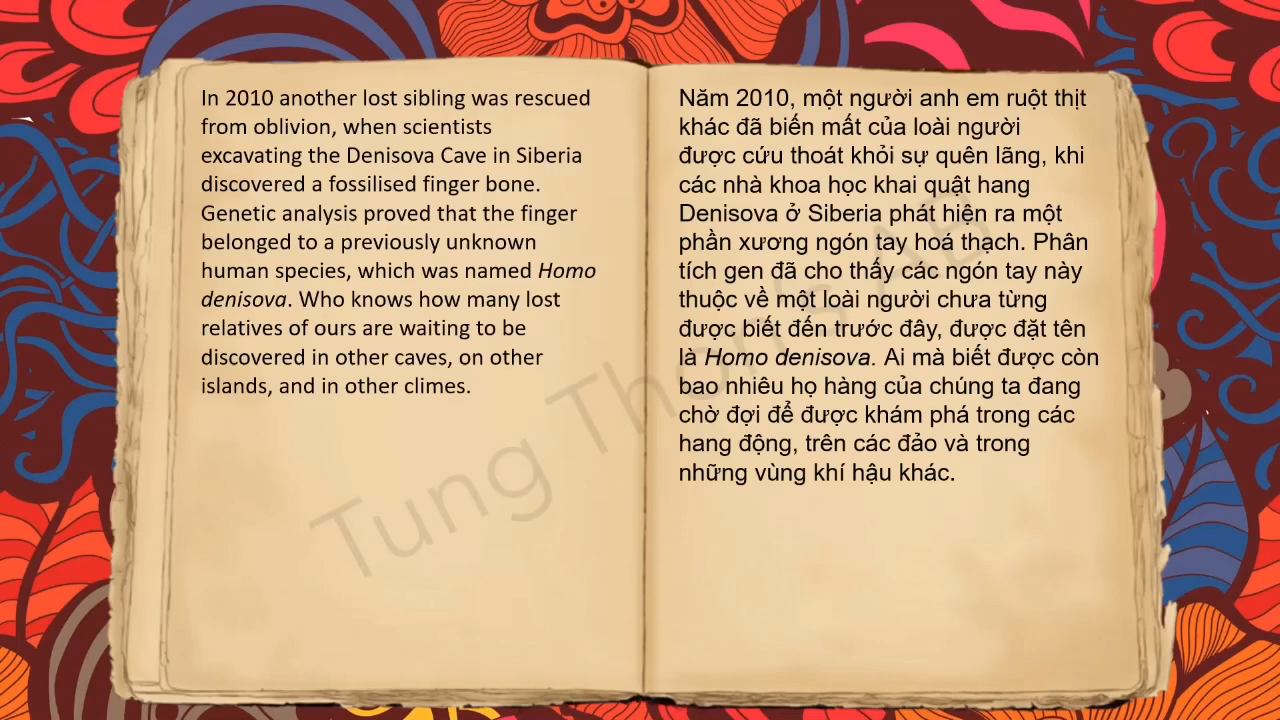 In 2010 another lost sibling was rescued
from oblivion, when scientists
excavating the Denisova Cave in Siberia
discovered a fossilised finger bone.
Genetic analysis proved that the finger
belonged to a previously unknown
human species, which was named Homo
denisova. Who knows how many lost
relatives of ours are waiting to be
discovered in other caves, on other
islands, and in other climes.
Năm 2010, một người anh em ruột thịt
khác đã biến mất của loài người
được cứu thoát khỏi sự quên lãng, khi
các nhà khoa học khai quật hang
Denisova ở Siberia phát hiện ra một
phần xương ngón tay hoá thạch. Phân
tích gen đã cho thấy các ngón tay này
thuộc về một loài người chưa từng
được biết đến trước đây, được đặt tên
là Homo denisova. Ai mà biết được còn
bao nhiêu họ hàng của chúng ta đang
chờ đợi để được khám phá trong các
hang động, trên các đảo và trong
những vùng khí hậu khác.
Tung